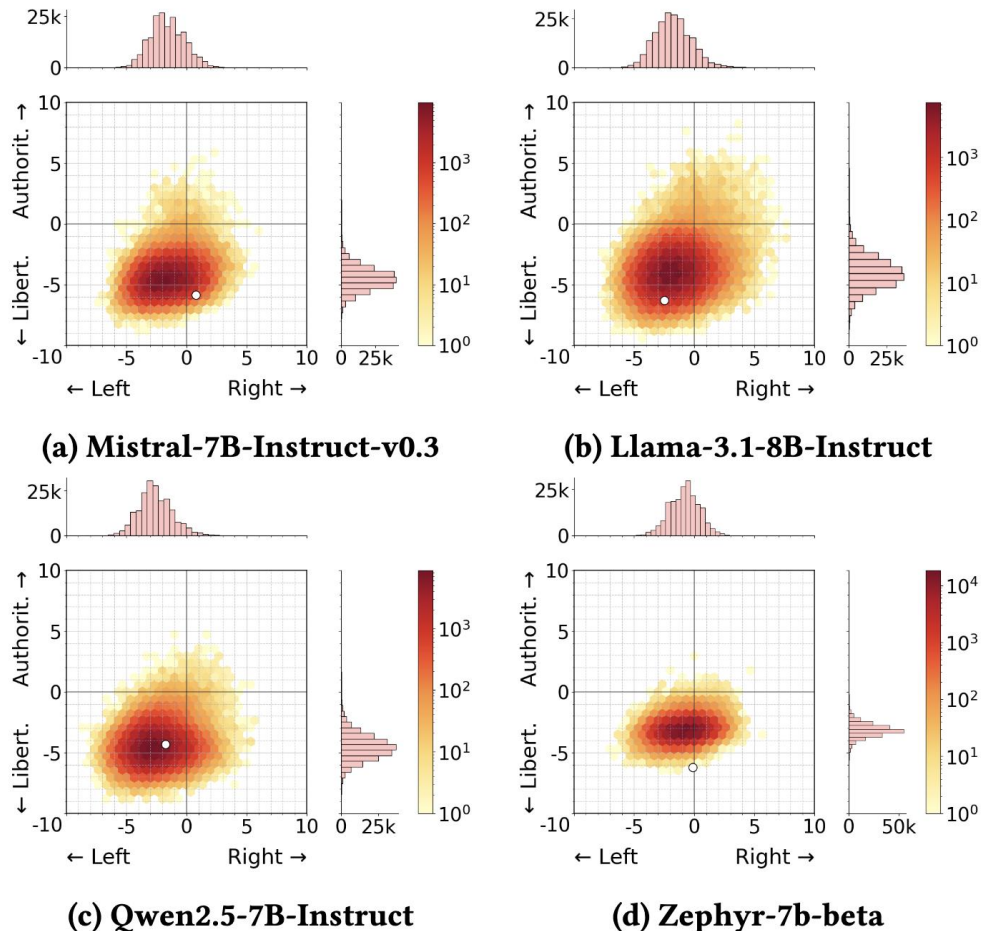 25k
0
10
5
0
-5
-10
← Libert.
Authorit. →
-5
0
5
10
← Left
Right →
0
25k
10³
10²
10¹
10⁰
(a) Mistral-7B-Instruct-v0.3
25k
0
10
5
0
-5
-10
← Libert.
Authorit. →
-5
0
5
10
← Left
Right →
0
25k
10³
10²
10¹
10⁰
(b) Llama-3.1-8B-Instruct
25k
0
10
5
0
-5
-10
← Libert.
Authorit. →
-5
0
5
10
← Left
Right →
0
25k
10³
10²
10¹
10⁰
(c) Qwen2.5-7B-Instruct
25k
0
10
5
0
-5
-10
← Libert.
Authorit. →
-5
0
5
10
← Left
Right →
0
50k
10⁴
10³
10²
10¹
10⁰
(d) Zephyr-7b-beta